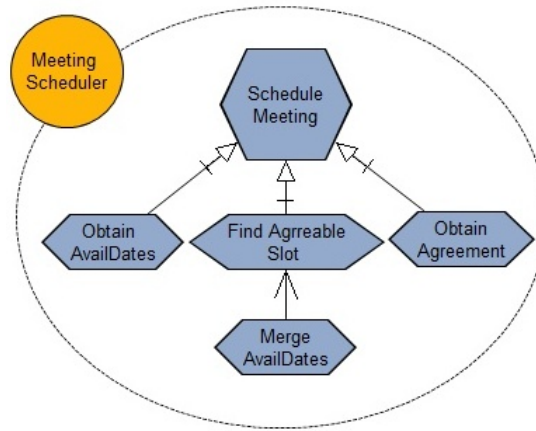 Meeting
Scheduler
Schedule
Meeting
Obtain
AvailDates
Find Agrreable
Slot
Obtain
Agreement
Merge
AvailDates